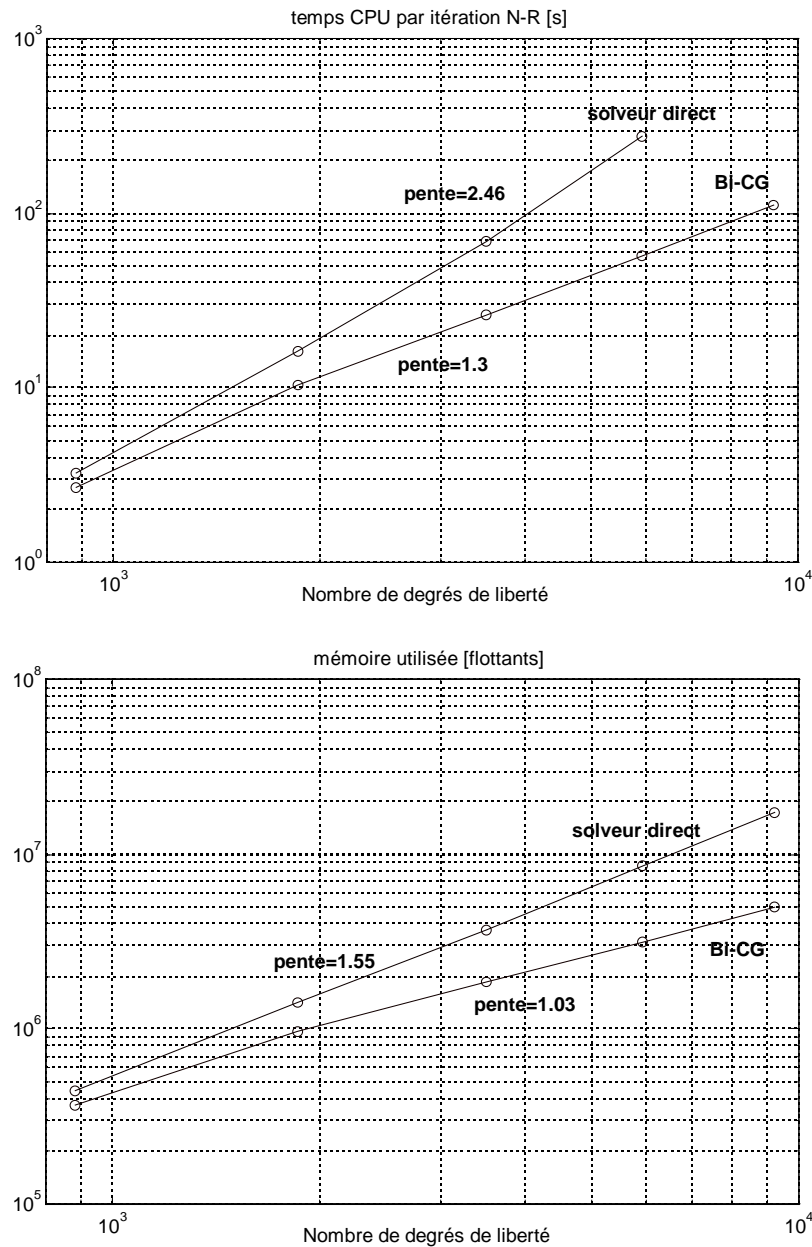 temps CPU par itération N-R [s]
10^3
solveur direct
Bi-CG
pente=2.46
10^2
pente=1.3
10^1
10^0
10^3
10^4
Nombre de degrés de liberté
mémoire utilisée [flottants]
10^8
solveur direct
10^7
Bi-CG
pente=1.55
pente=1.03
10^6
10^5
10^3
10^4
Nombre de degrés de liberté